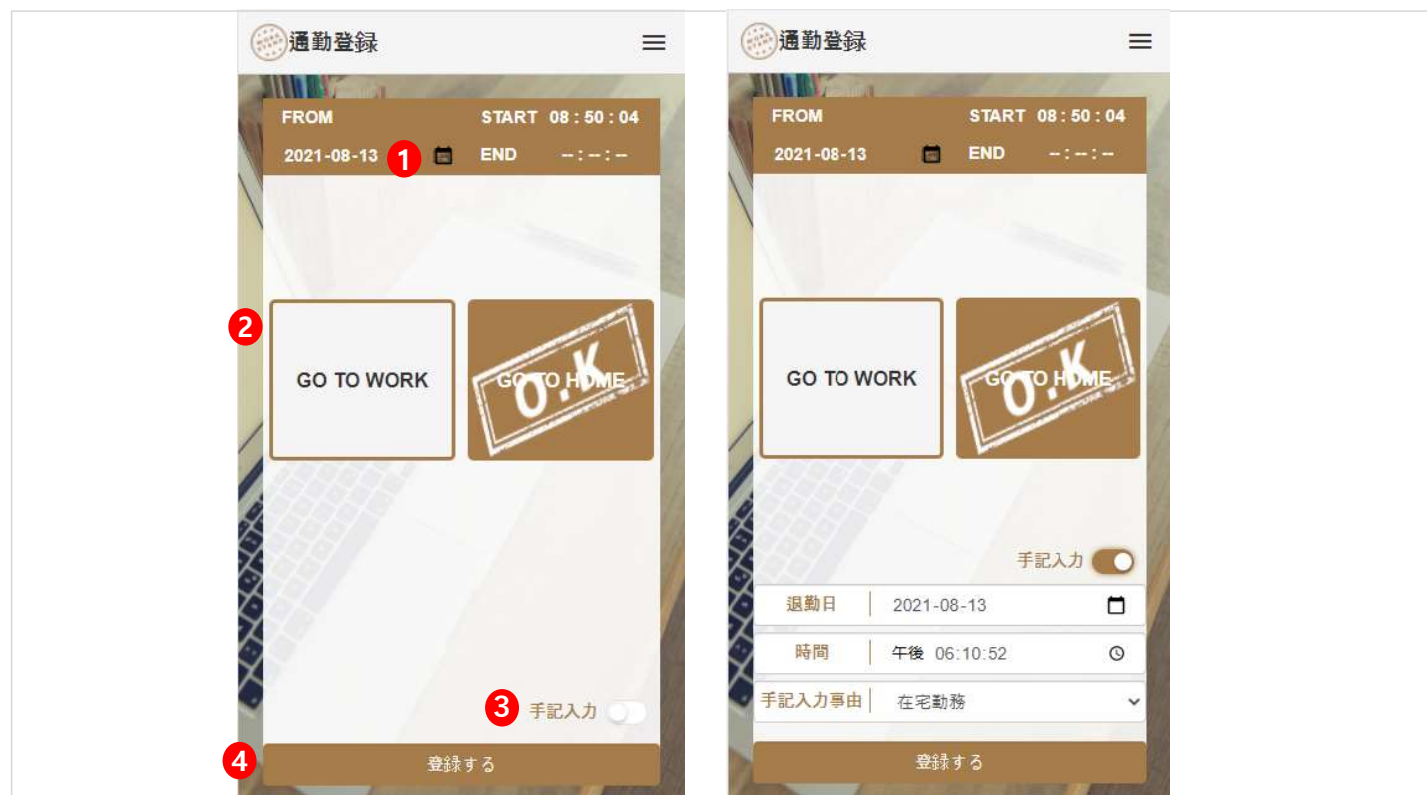 通勤登録
FROM START 08:50:04
2021-08-13 1 END --:--:--
2
GO TO WORK GO TO HOME
O.K
3 手記入力
4 登録する
通勤登録
FROM START 08:50:04
2021-08-13 END --:--:--
GO TO WORK GO TO HOME
O.K
手記入力
退勤日 2021-08-13
時間 午後 06:10:52
手記入力事由 在宅勤務
登録する